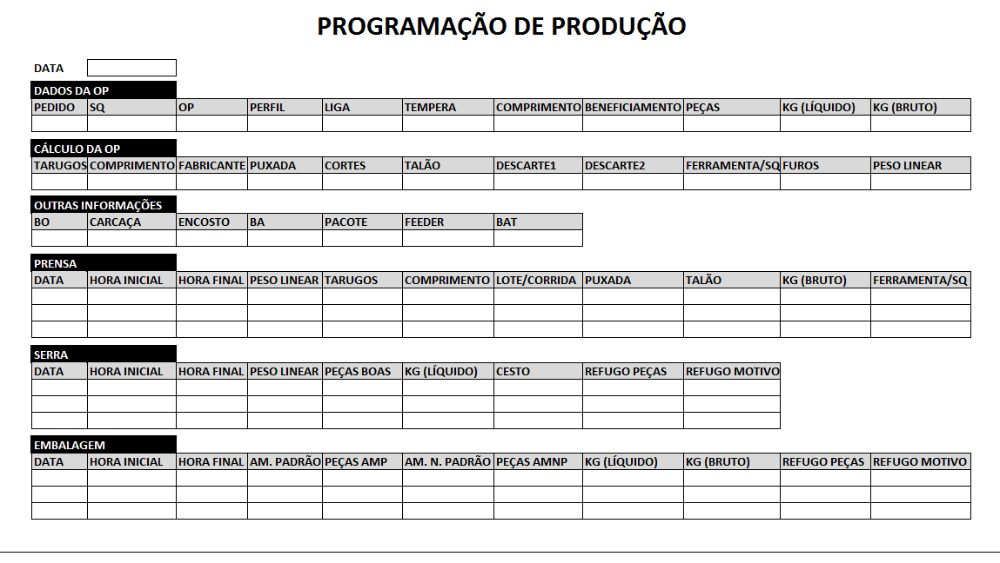 PROGRAMAÇÃO DE PRODUÇÃO
DATA
DADOS DA OP
PEDIDO SQ OP PERFIL LIGA TEMPERA COMPRIMENTO BENEFICIAMENTO PEÇAS KG (LÍQUIDO) KG (BRUTO)
CÁLCULO DA OP
TARUGOS COMPRIMENTO FABRICANTE PUXADA CORTES TALÃO DESCARTE1 DESCARTE2 FERRAMENTA/SQ FUROS PESO LINEAR
OUTRAS INFORMAÇÕES
BO CARCAÇA ENCOSTO BA PACOTE FEEDER BAT
PRENSA
DATA HORA INICIAL HORA FINAL PESO LINEAR TARUGOS COMPRIMENTO LOTE/CORRIDA PUXADA TALÃO KG (BRUTO) FERRAMENTA/SQ
SERRA
DATA HORA INICIAL HORA FINAL PESO LINEAR PEÇAS BOAS KG (LÍQUIDO) CESTO REFUGO PEÇAS REFUGO MOTIVO
EMBALAGEM
DATA HORA INICIAL HORA FINAL AM. PADRÃO PEÇAS AMP AM. N. PADRÃO PEÇAS AMNP KG (LÍQUIDO) KG (BRUTO) REFUGO PEÇAS REFUGO MOTIVO